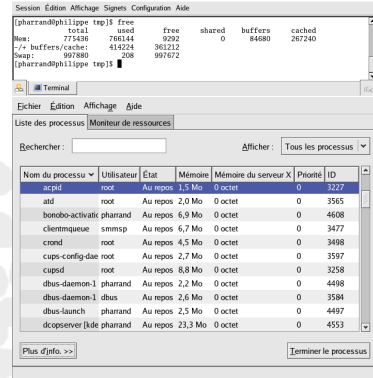 Session Édition Affichage Signets Configuration Aide
[pharrand@philippe tmp]$ free
total used free shared buffers cached
Mem: 775436 766144 9292 0 84680 267240
-/+ buffers/cache: 414224 361212
Swap: 997880 208 997672
[pharrand@philippe tmp]$
Terminal
Fichier Édition Affichage Aide
Liste des processus Moniteur de ressources
Rechercher : Afficher : Tous les processus
Nom du processu Utilisateur État Mémoire Mémoire du serveur X Priorité ID
acpid root Au repos 1,5 Mo 0 octet 0 3227
atd root Au repos 2,0 Mo 0 octet 0 3565
bonobo-activatic pharrand Au repos 6,9 Mo 0 octet 0 4608
clientmqueue smmsp Au repos 6,7 Mo 0 octet 0 3477
crond root Au repos 4,5 Mo 0 octet 0 3498
cups-config-dae root Au repos 2,7 Mo 0 octet 0 3597
cupsd root Au repos 8,8 Mo 0 octet 0 3258
dbus-daemon-1 pharrand Au repos 2,2 Mo 0 octet 0 4498
dbus-daemon-1 dbus Au repos 2,6 Mo 0 octet 0 3584
dbus-launch pharrand Au repos 2,5 Mo 0 octet 0 4497
dcopserver [kde pharrand Au repos 23,3 Mo 0 octet 0 4553
Plus d'info. >> Terminer le processus